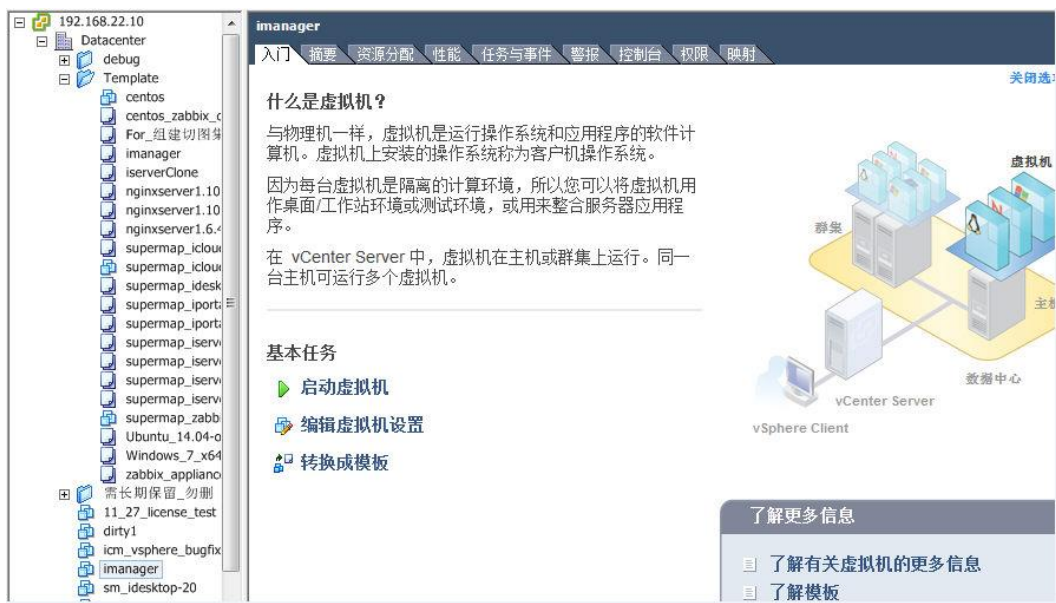 192.168.22.10
Datacenter
debug
Template
centos
centos_zabbix_c
For_组建切图集
imanager
iserverClone
nginxserver1.10
nginxserver1.10
nginxserver1.6.4
supermap_iclou
supermap_iclou
supermap_idesk
supermap_iport
supermap_iport
supermap_iserv
supermap_iserv
supermap_iserv
supermap_iserv
supermap_zabb
Ubuntu_14.04-o
Windows_7_x64
zabbix_applianc
需长期保留_勿删
11_27_license_test
dirty1
icm_vsphere_bugfix
imanager
sm_idesktop-20
imanager
入门 摘要 资源分配 性能 任务与事件 警报 控制台 权限 映射
关闭选
什么是虚拟机？
与物理机一样，虚拟机是运行操作系统和应用程序的软件计
算机。虚拟机上安装的操作系统称为客户机操作系统。
因为每台虚拟机是隔离的计算环境，所以您可以将虚拟机用
作桌面/工作站环境或测试环境，或用来整合服务器应用程
序。
在 vCenter Server 中，虚拟机在主机或群集上运行。同一
台主机可运行多个虚拟机。
基本任务
启动虚拟机
编辑虚拟机设置
转换成模板
虚拟机
群集
主机
数据中心
vCenter Server
vSphere Client
了解更多信息
了解有关虚拟机的更多信息
了解模板